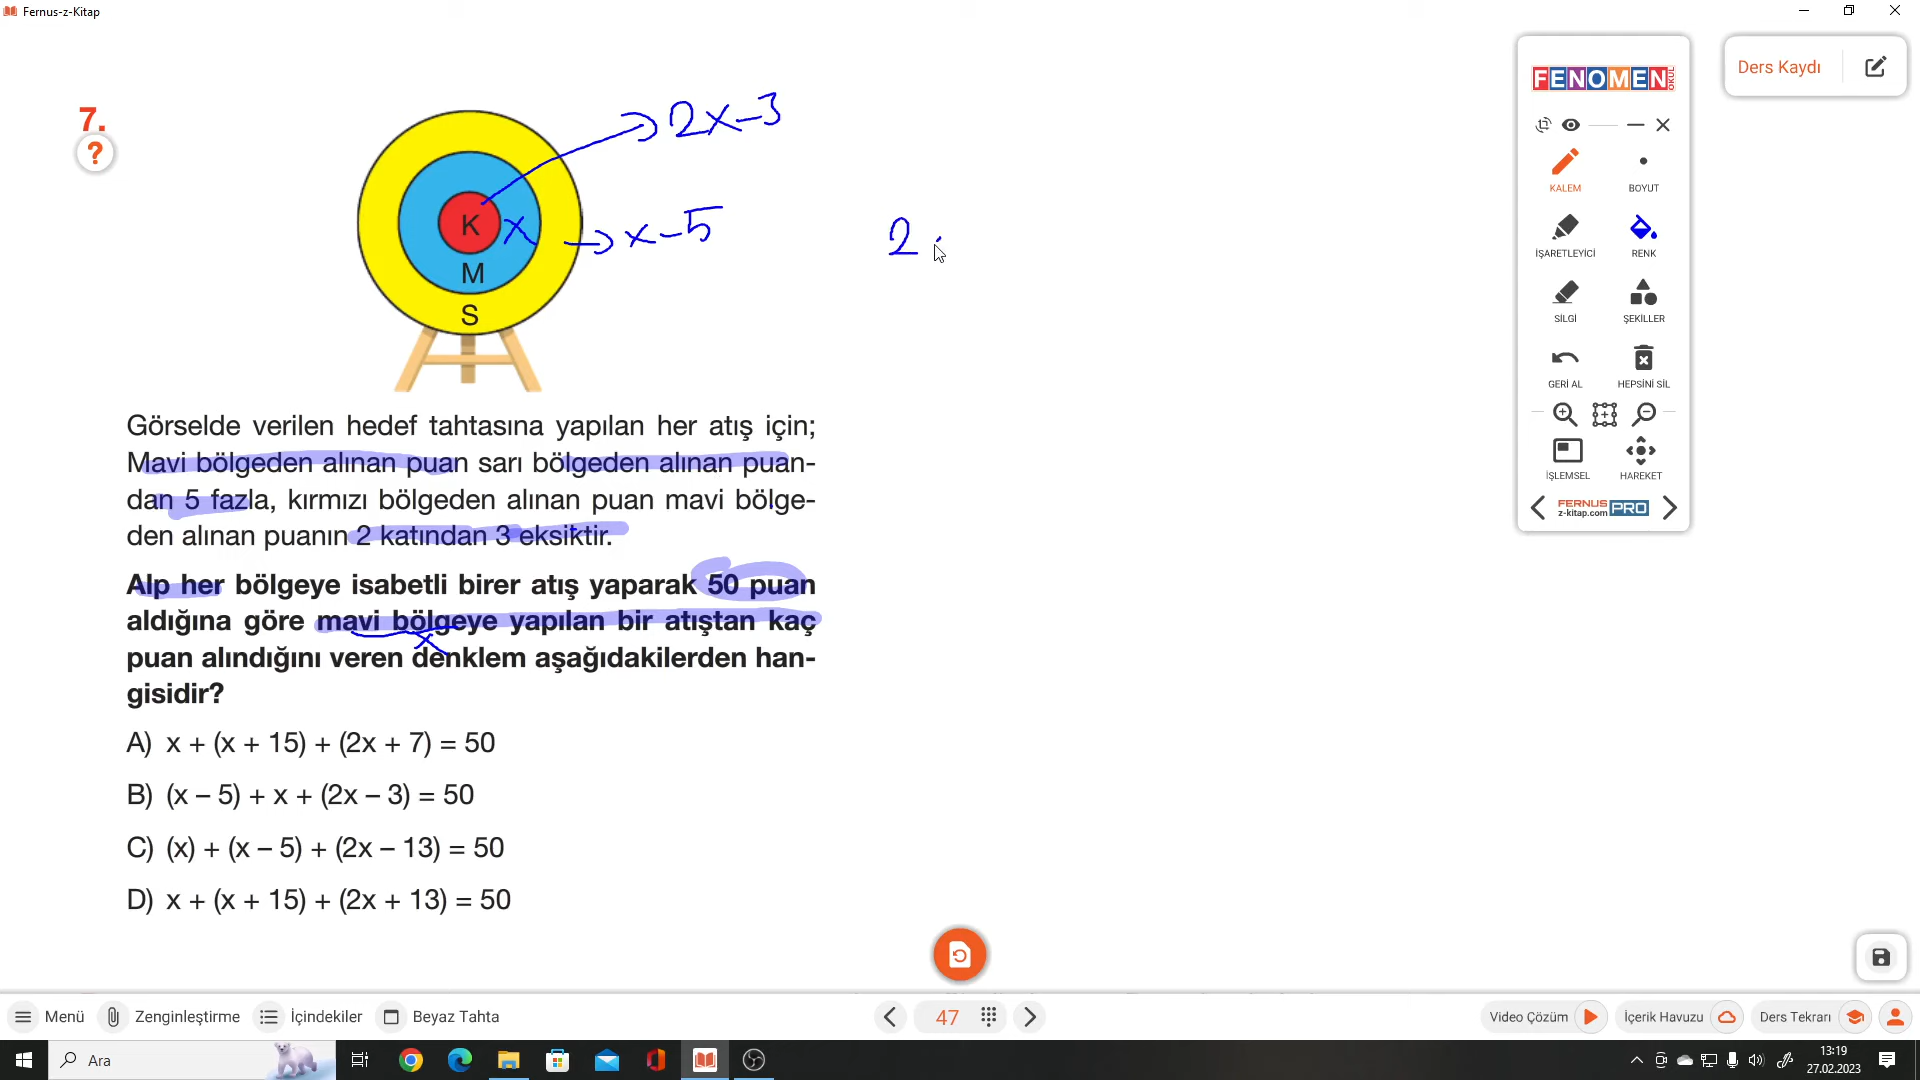 Fernus-z-Kitap
7.
?
2x-3
K
x
→ x-5
2 .
M
S
Görselde verilen hedef tahtasına yapılan her atış için;
Mavi bölgeden alınan puan sarı bölgeden alınan puan-
dan 5 fazla, kırmızı bölgeden alınan puan mavi bölge-
den alınan puanın 2 katından 3 eksiktir.
Alp her bölgeye isabetli birer atış yaparak 50 puan
aldığına göre mavi bölgeye yapılan bir atıştan kaç
x
puan alındığını veren denklem aşağıdakilerden han-
gisidir?
A) x + (x + 15) + (2x + 7) = 50
B) (x – 5) + x + (2x – 3) = 50
C) (x) + (x – 5) + (2x – 13) = 50
D) x + (x + 15) + (2x + 13) = 50
FENOMEN OKUL
KALEM
BOYUT
İŞARETLEYİCİ
RENK
SİLGİ
ŞEKİLLER
GERİ AL
HEPSİNİ SİL
İŞLEMSEL
HAREKET
FERNUS
z-kitap.com PRO
Ders Kaydı
Menü
Zenginleştirme
İçindekiler
Beyaz Tahta
47
Video Çözüm
İçerik Havuzu
Ders Tekrarı
Ara
13:19
27.02.2023